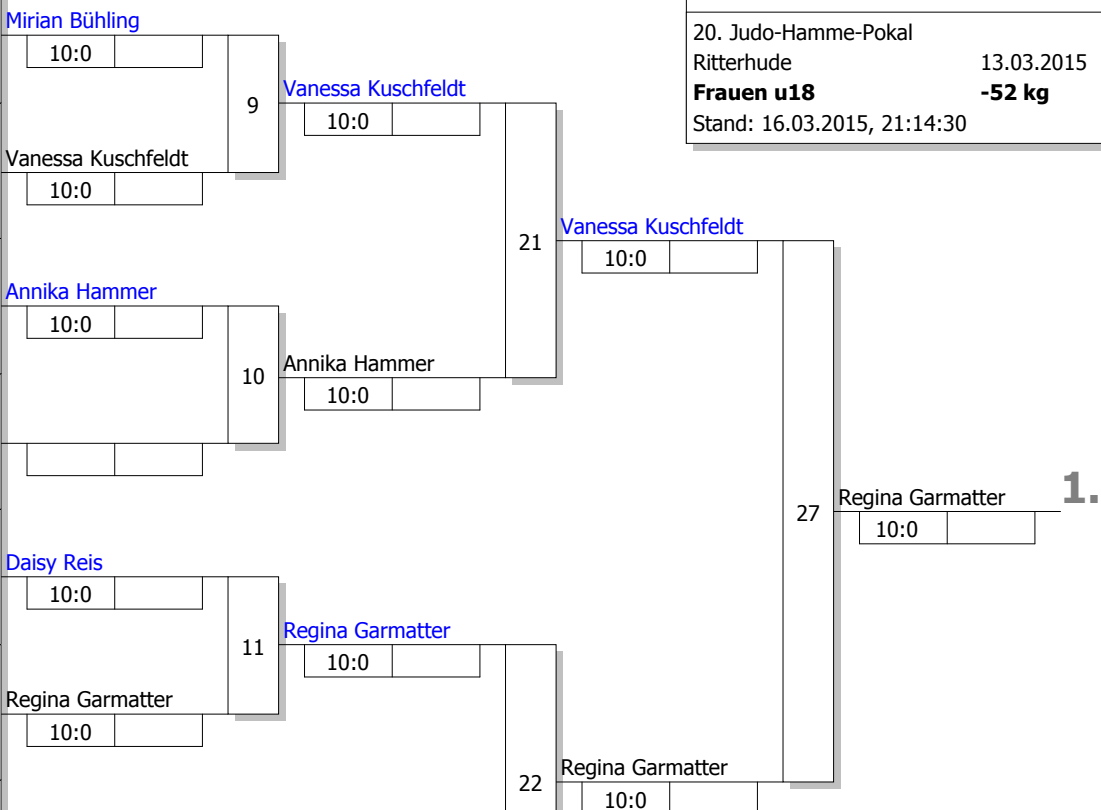 Mirian Bühling
10:0
9
Vanessa Kuschfeldt
10:0
Vanessa Kuschfeldt
10:0
20. Judo-Hamme-Pokal
Ritterhude 13.03.2015
Frauen u18 -52 kg
Stand: 16.03.2015, 21:14:30
21
Vanessa Kuschfeldt
10:0
Annika Hammer
10:0
10
Annika Hammer
10:0
27
Regina Garmatter 1.
10:0
Daisy Reis
10:0
11
Regina Garmatter
10:0
Regina Garmatter
10:0
22
Regina Garmatter
10:0